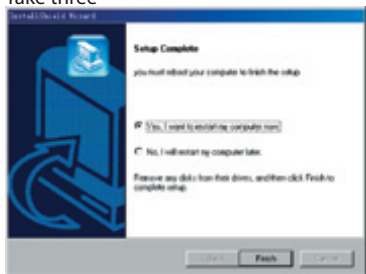 Take three
InstallShield Wizard
Setup Complete
you must reboot your computer to finish the setup
Yes, I want to restart my computer now.
No, I will restart my computer later.
Remove any disks from their drives, and then click Finish to
complete setup.
< Back
Finish
Cancel